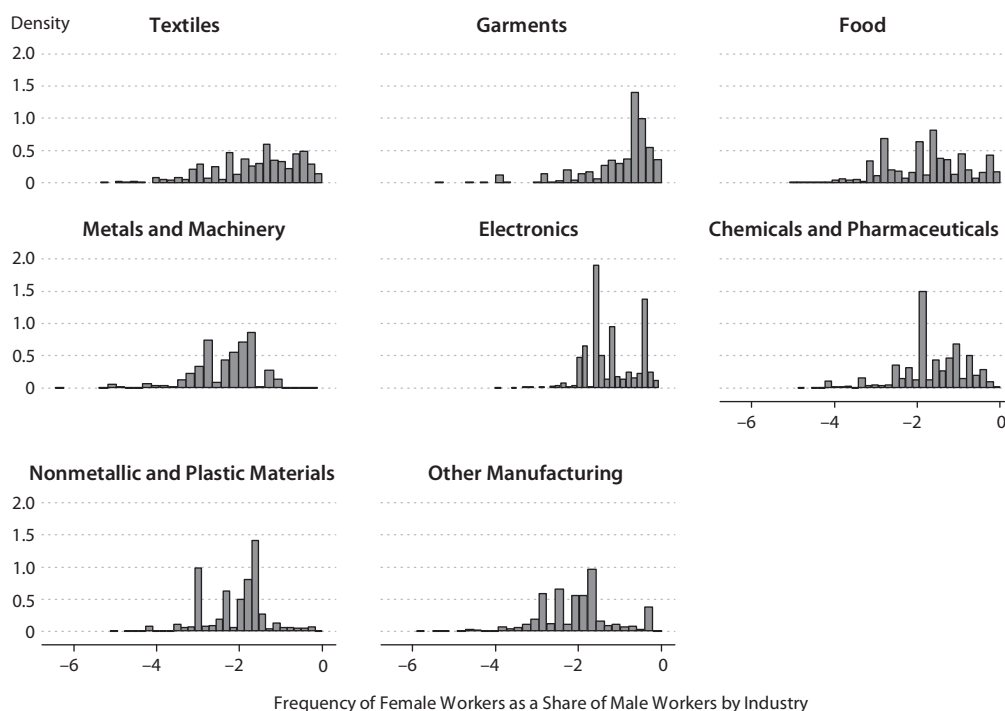 Density
Textiles
Garments
Food
2.0
1.5
1.0
0.5
0
Metals and Machinery
Electronics
Chemicals and Pharmaceuticals
2.0
1.5
1.0
0.5
0
–6 –4 –2 0
Nonmetallic and Plastic Materials
Other Manufacturing
2.0
1.5
1.0
0.5
0
–6 –4 –2 0
–6 –4 –2 0
Frequency of Female Workers as a Share of Male Workers by Industry